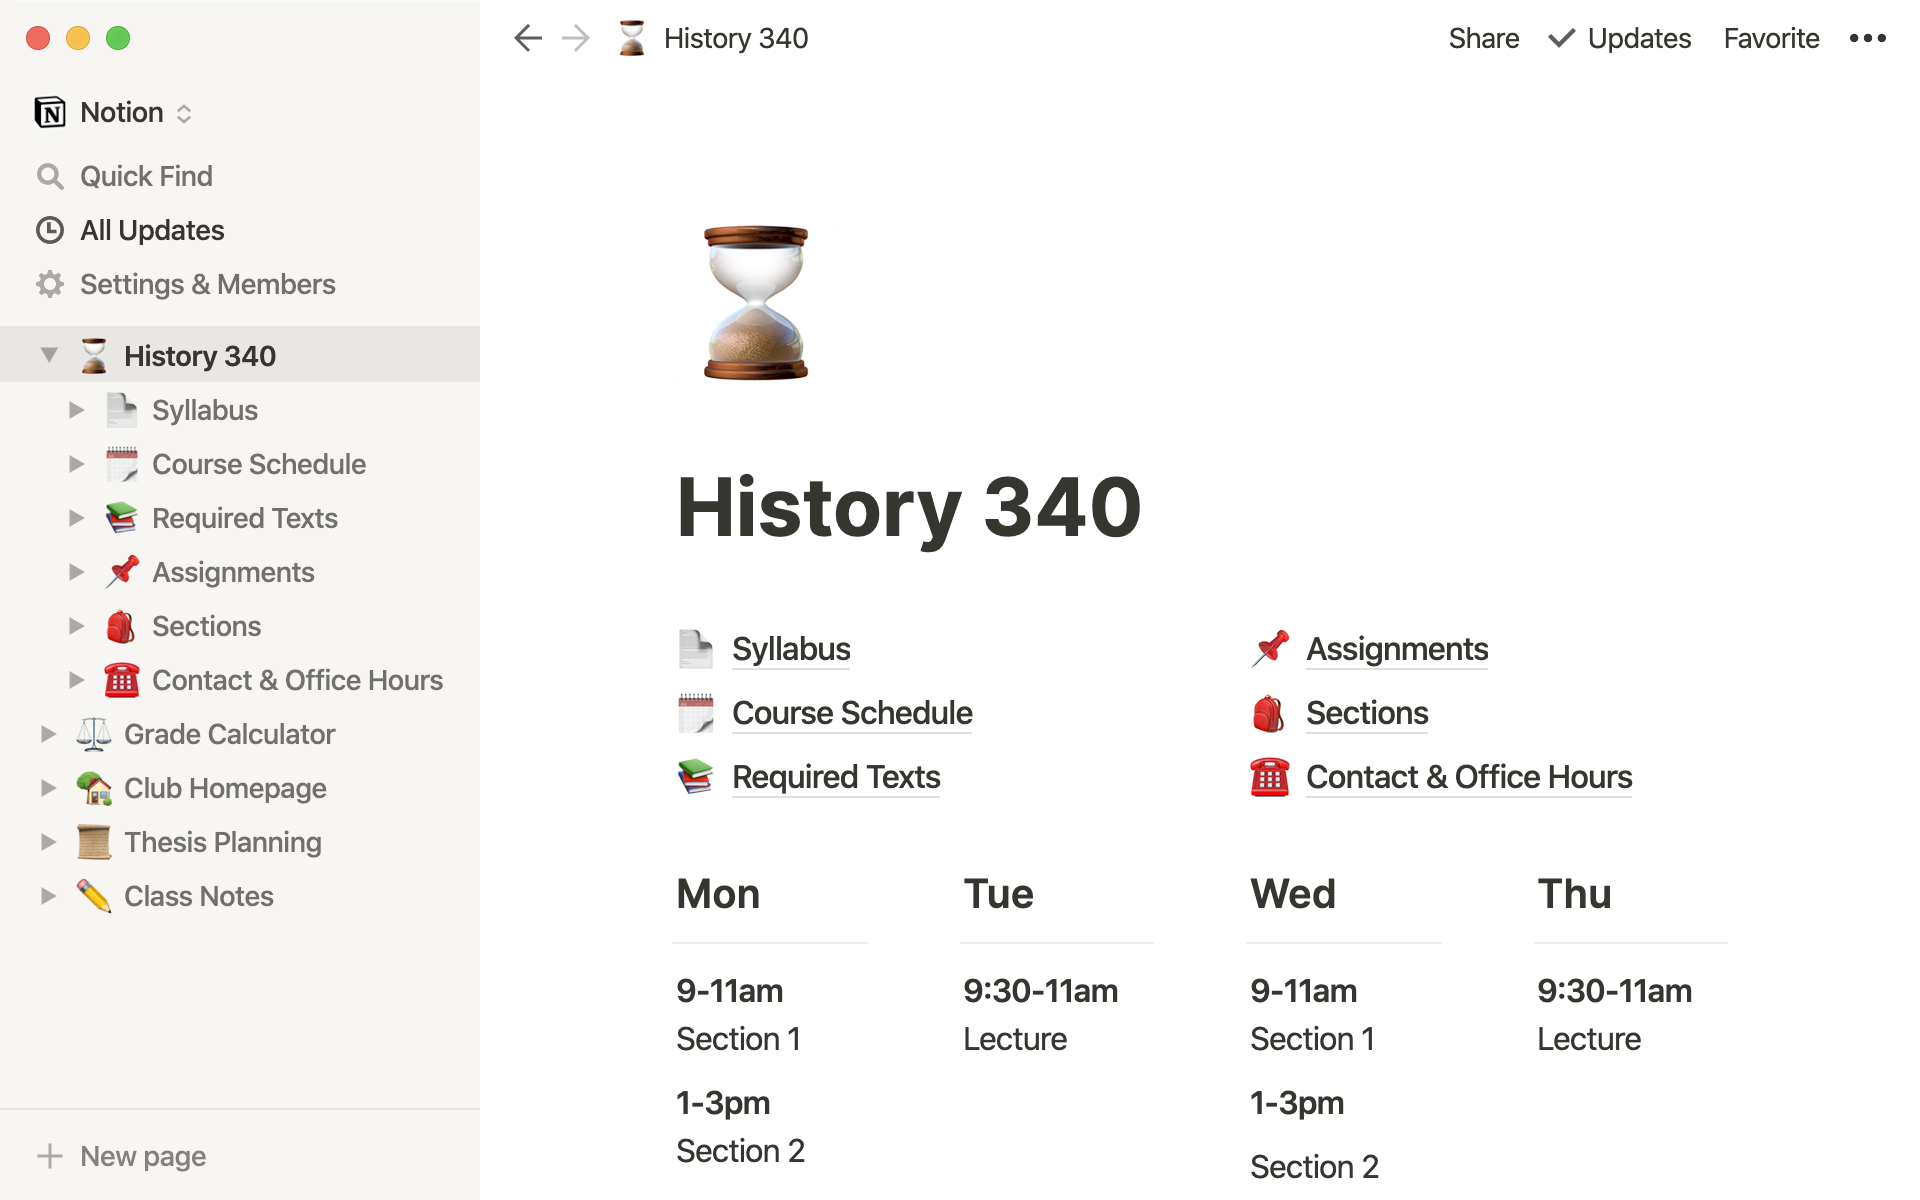 History 340
Share
Updates
Favorite
Notion
Quick Find
All Updates
Settings & Members
History 340
Syllabus
Course Schedule
Required Texts
Assignments
Sections
Contact & Office Hours
Grade Calculator
Club Homepage
Thesis Planning
Class Notes
New page
History 340
Syllabus
Course Schedule
Required Texts
Assignments
Sections
Contact & Office Hours
Mon
9-11am
Section 1
1-3pm
Section 2
Tue
9:30-11am
Lecture
Wed
9-11am
Section 1
1-3pm
Section 2
Thu
9:30-11am
Lecture